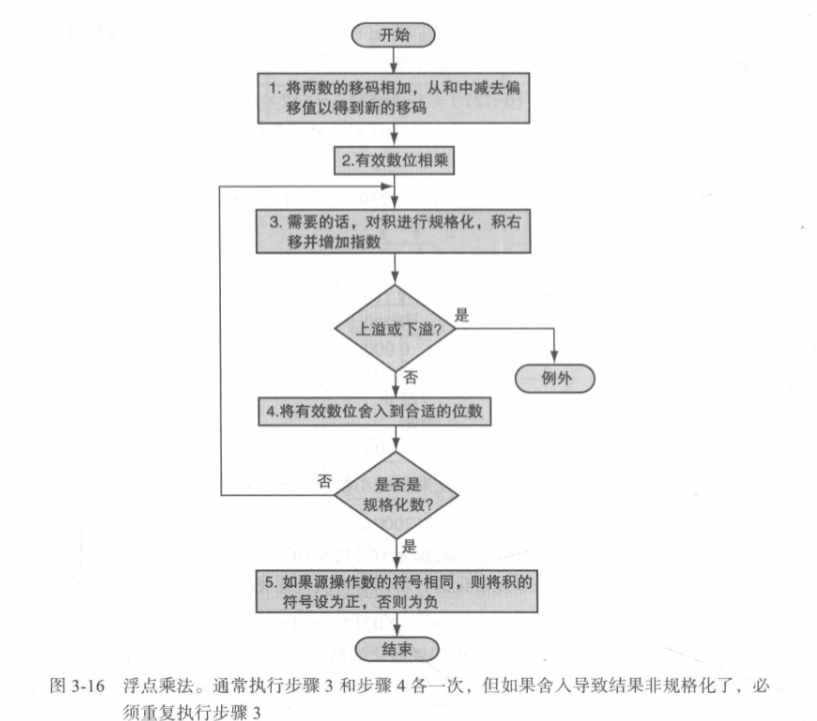 开始
1. 将两数的移码相加，从和中减去偏
移值以得到新的移码
2.有效数位相乘
3. 需要的话，对积进行规格化，积右
移并增加指数
上溢或下溢?
是
例外
否
4.将有效数位舍入到合适的位数
是否是
规格化数?
否
是
5. 如果源操作数的符号相同，则将积的
符号设为正，否则为负
结束
图 3-16 浮点乘法。通常执行步骤 3 和步骤 4 各一次，但如果舍入导致结果非规格化了，必
须重复执行步骤 3